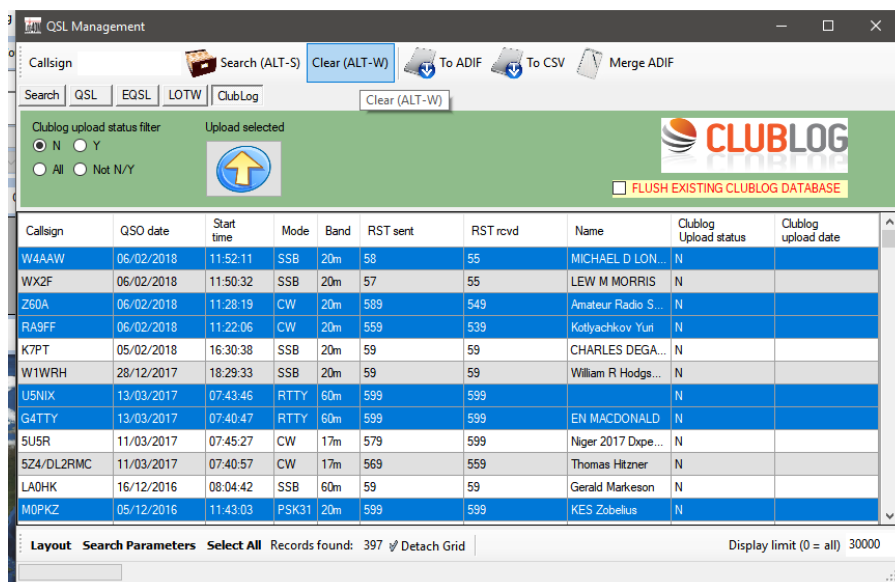 QSL Management
Callsign Search (ALT-S) Clear (ALT-W) To ADIF To CSV Merge ADIF
Search QSL EQSL LOTW ClubLog
Clear (ALT-W)
Clublog upload status filter Upload selected
N Y
All Not N/Y
CLUBLOG
FLUSH EXISTING CLUBLOG DATABASE
Callsign QSO date Start time Mode Band RST sent RST rcvd Name Clublog Upload status Clublog upload date
W4AAW 06/02/2018 11:52:11 SSB 20m 58 55 MICHAEL D LON... N
WX2F 06/02/2018 11:50:32 SSB 20m 57 55 LEW M MORRIS N
Z60A 06/02/2018 11:28:19 CW 20m 589 549 Amateur Radio S... N
RA9FF 06/02/2018 11:22:06 CW 20m 559 539 Kotlyachkov Yuri N
K7PT 05/02/2018 16:30:38 SSB 20m 59 59 CHARLES DEGA... N
W1WRH 28/12/2017 18:29:33 SSB 20m 59 59 William R Hodgs... N
U5NIX 13/03/2017 07:43:46 RTTY 60m 599 599 N
G4TTY 13/03/2017 07:40:47 RTTY 60m 599 599 EN MACDONALD N
5U5R 11/03/2017 07:45:27 CW 17m 579 599 Niger 2017 Dxpe... N
5Z4/DL2RMC 11/03/2017 07:40:57 CW 17m 569 559 Thomas Hitzner N
LA0HK 16/12/2016 08:04:42 SSB 60m 59 59 Gerald Markeson N
M0PKZ 05/12/2016 11:43:03 PSK31 20m 599 599 KES Zobelius N
Layout Search Parameters Select All Records found: 397 Detach Grid Display limit (0 = all) 30000